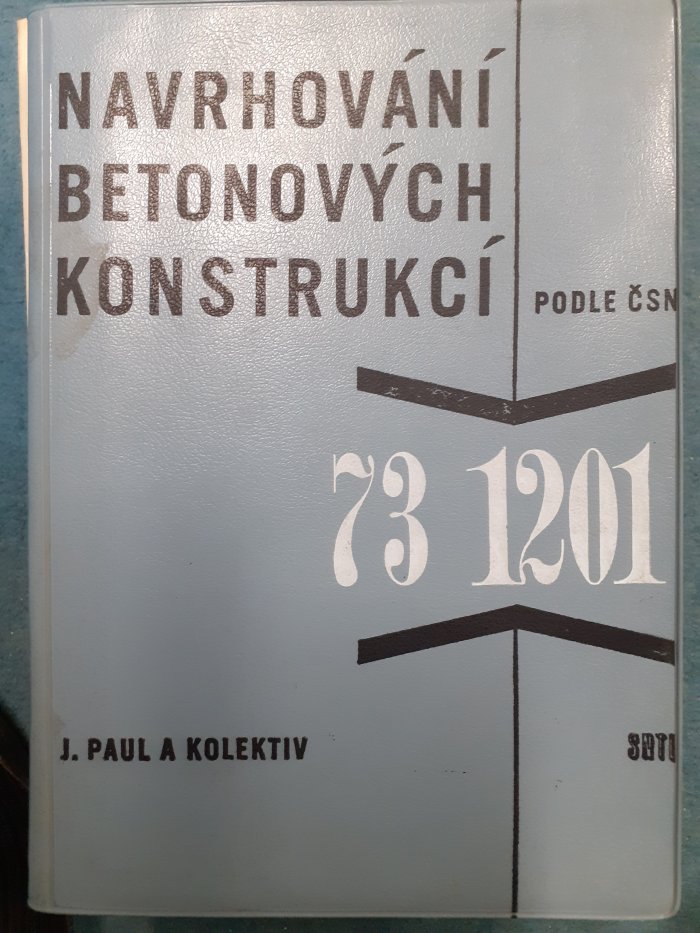 NAVRHOVÁNÍ
BETONOVÝCH
KONSTRUKCÍ
PODLE ČSN
73 1201
J. PAUL A KOLEKTIV
SNTL